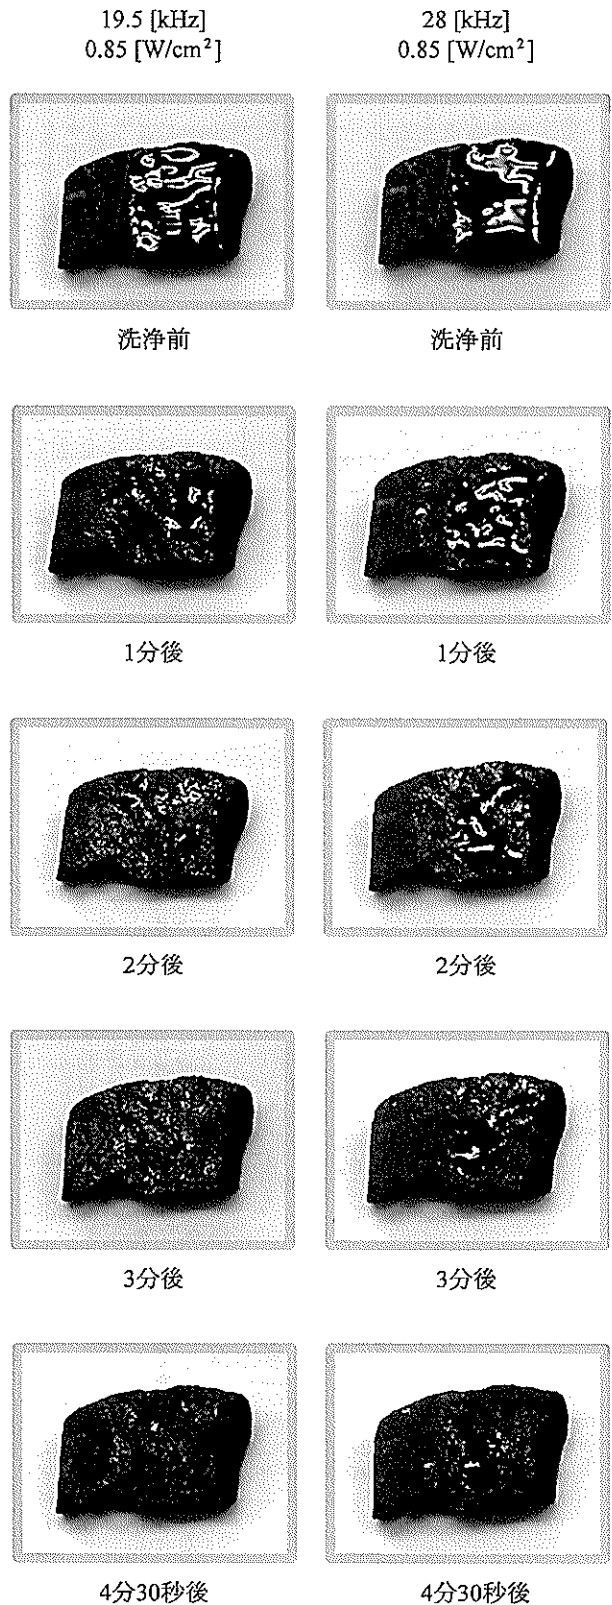 19.5 [kHz]
0.85 [W/cm²]
28 [kHz]
0.85 [W/cm²]
洗浄前
洗浄前
1分後
1分後
2分後
2分後
3分後
3分後
4分30秒後
4分30秒後